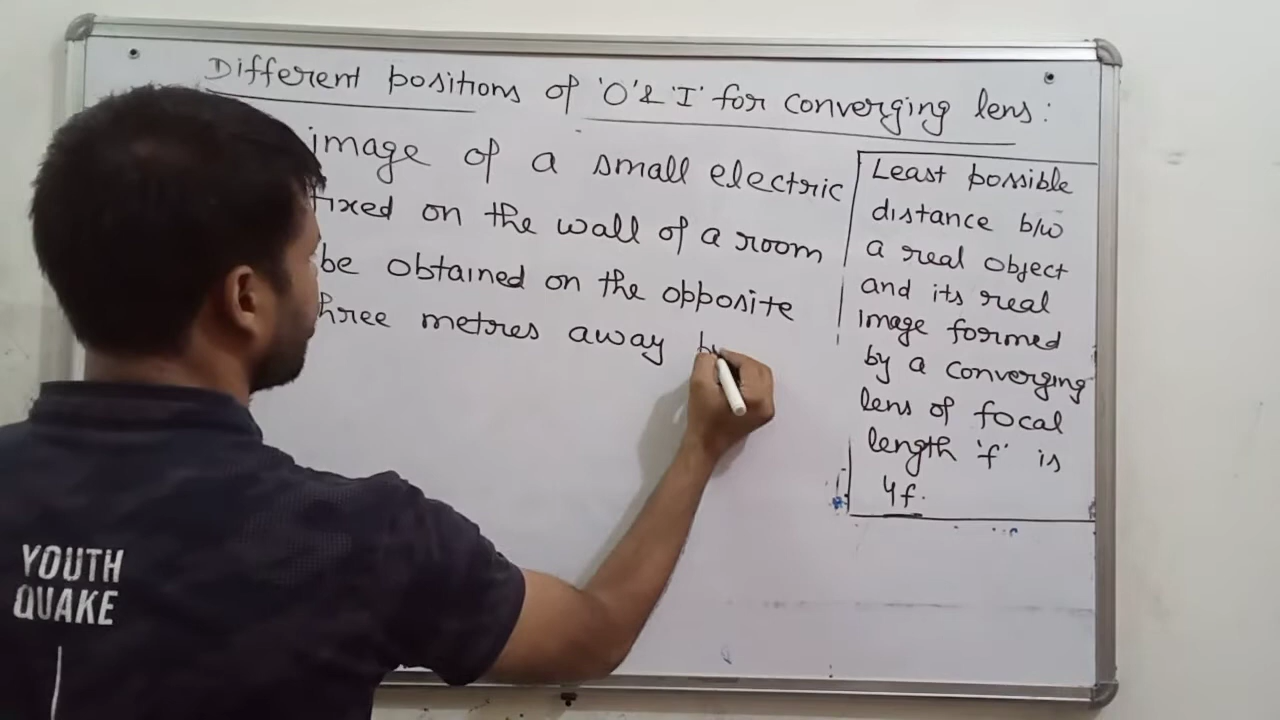 Different positions of 'O' & 'I' for converging lens:
image of a small electric
fixed on the wall of a room
be obtained on the opposite
three metres away
Least possible
distance b/w
a real object
and its real
image formed
by a converging
lens of focal
length 'f' is
4f.
YOUTH
QUAKE